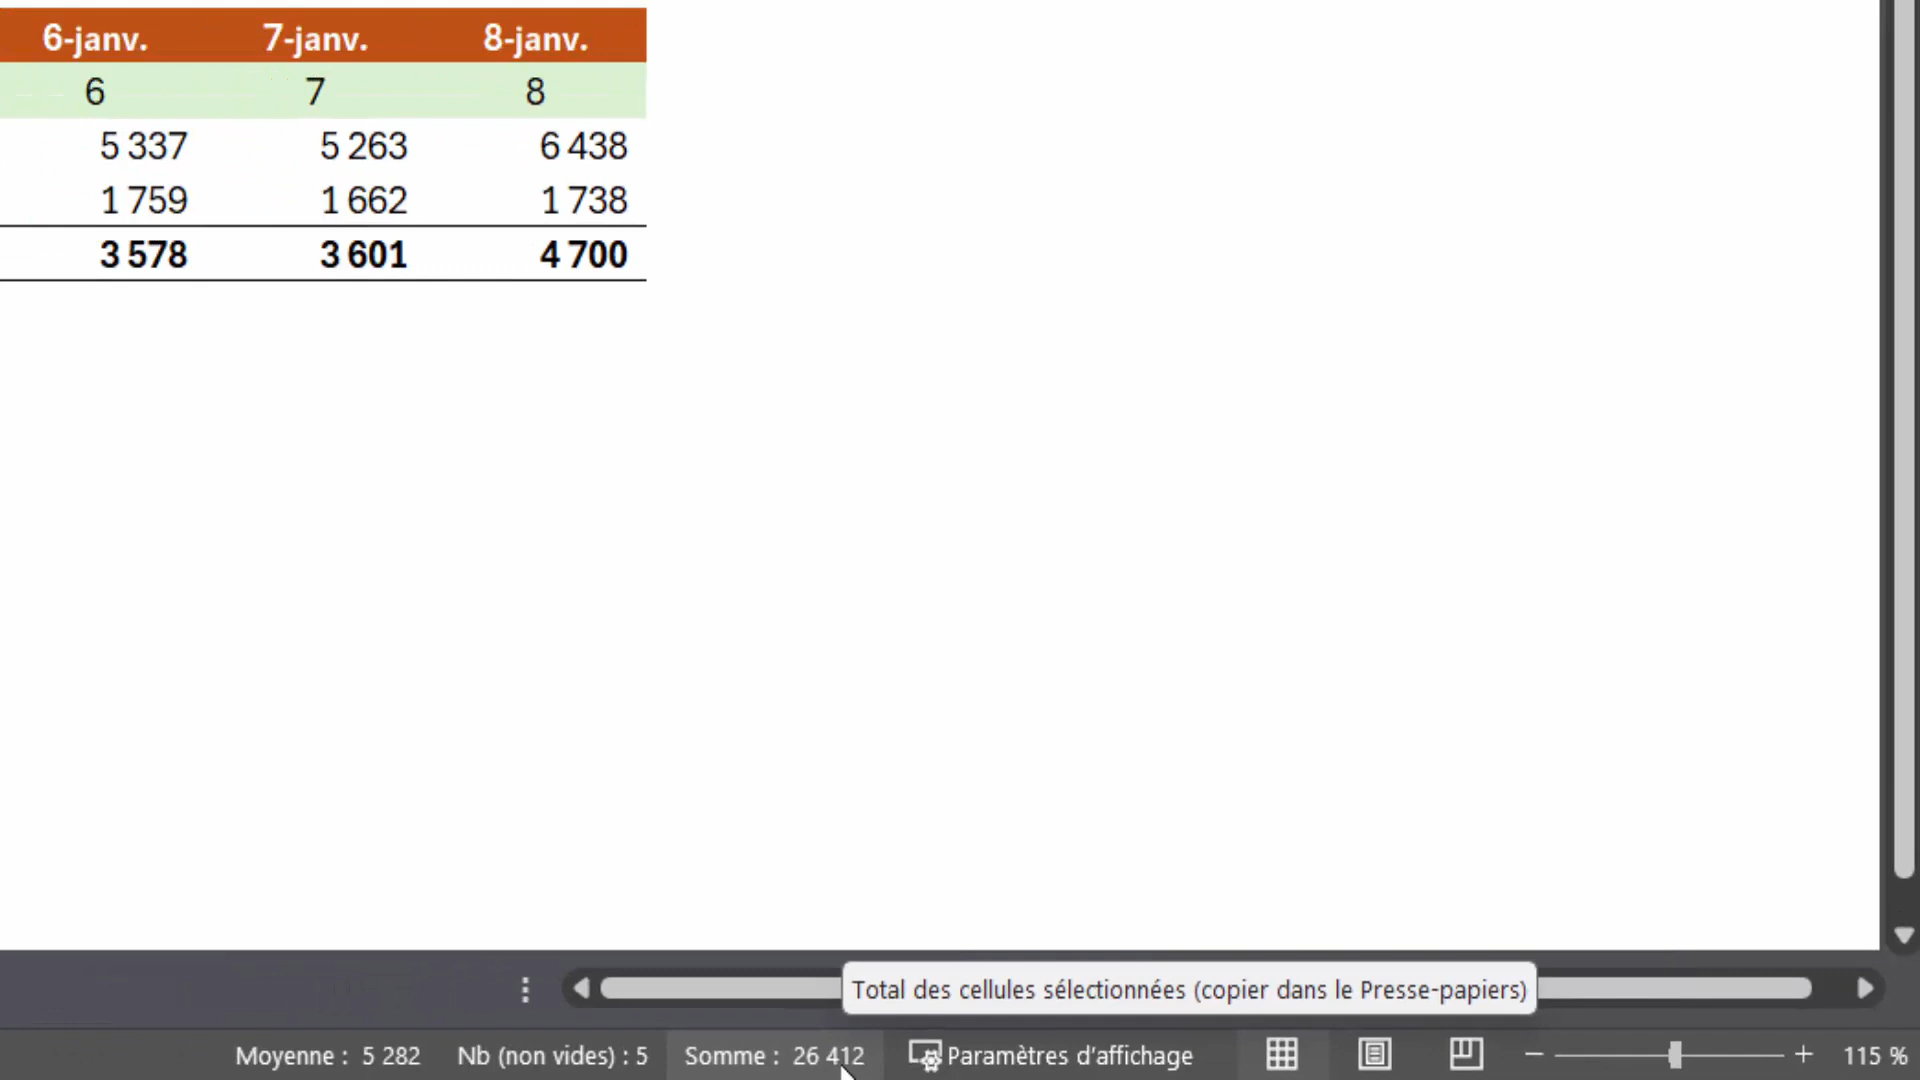 6-janv. 7-janv. 8-janv.
6 7 8
5 337 5 263 6 438
1 759 1 662 1 738
3 578 3 601 4 700
Total des cellules sélectionnées (copier dans le Presse-papiers)
Moyenne : 5 282 Nb (non vides) : 5 Somme : 26 412 Paramètres d'affichage 115 %